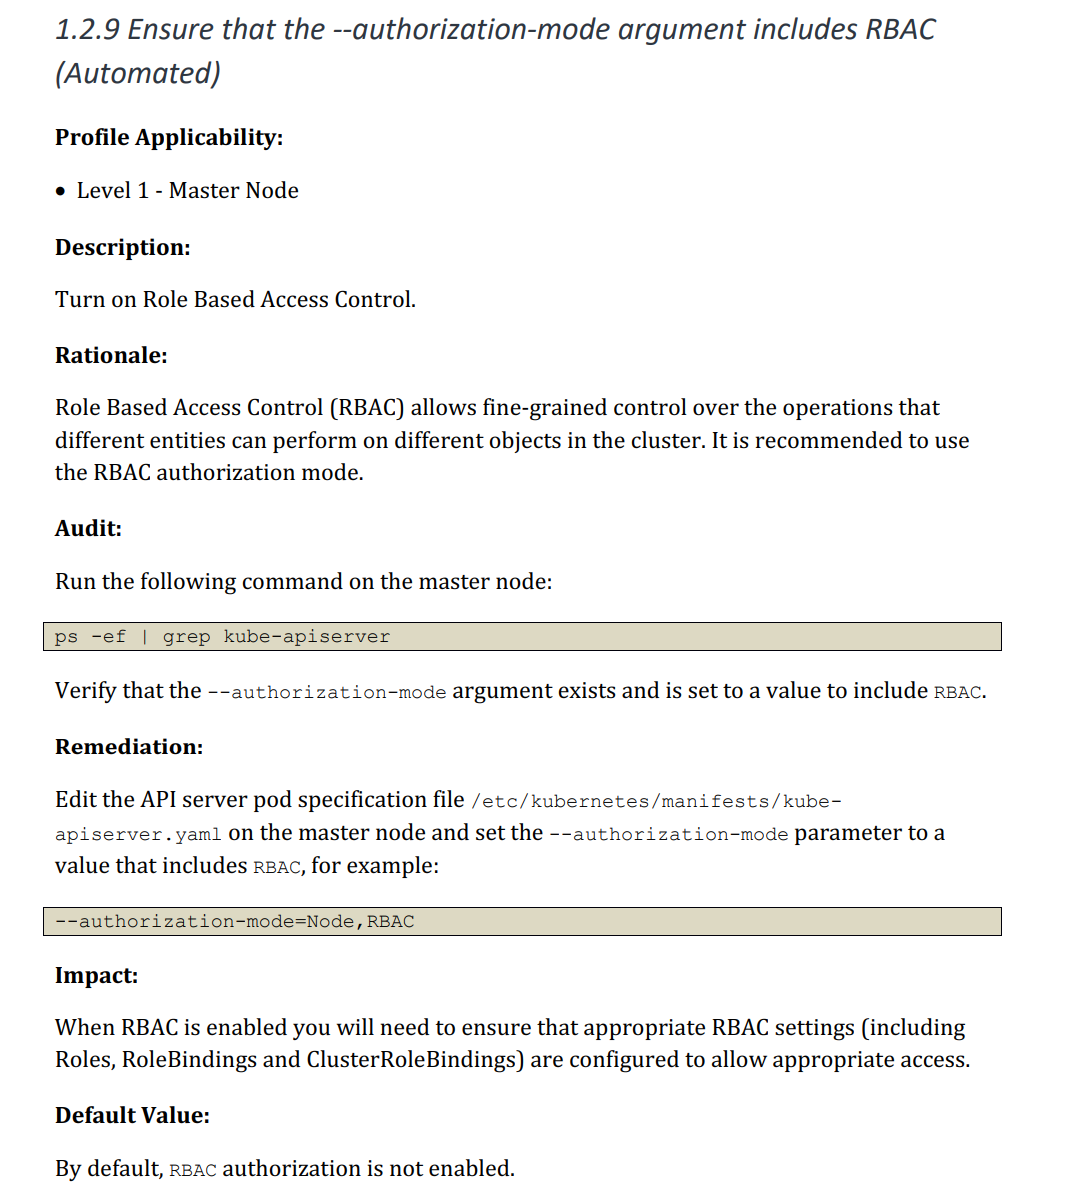 1.2.9 Ensure that the --authorization-mode argument includes RBAC
(Automated)
Profile Applicability:
• Level 1 - Master Node
Description:
Turn on Role Based Access Control.
Rationale:
Role Based Access Control (RBAC) allows fine-grained control over the operations that
different entities can perform on different objects in the cluster. It is recommended to use
the RBAC authorization mode.
Audit:
Run the following command on the master node:
ps -ef | grep kube-apiserver
Verify that the --authorization-mode argument exists and is set to a value to include RBAC.
Remediation:
Edit the API server pod specification file /etc/kubernetes/manifests/kube-
apiserver.yaml on the master node and set the --authorization-mode parameter to a
value that includes RBAC, for example:
--authorization-mode=Node,RBAC
Impact:
When RBAC is enabled you will need to ensure that appropriate RBAC settings (including
Roles, RoleBindings and ClusterRoleBindings) are configured to allow appropriate access.
Default Value:
By default, RBAC authorization is not enabled.